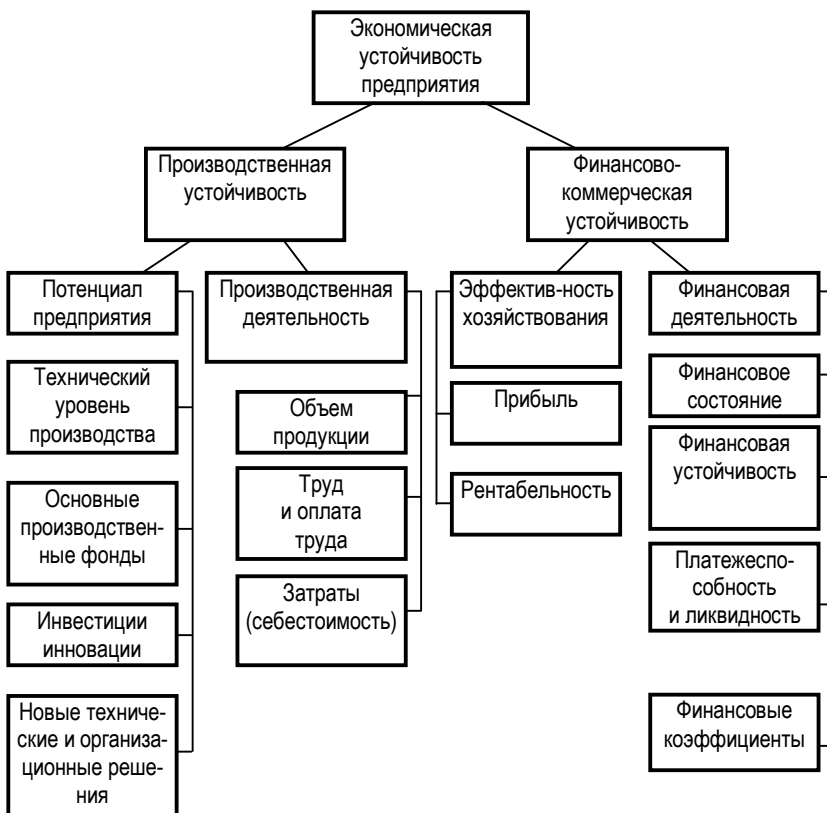 Экономическая
устойчивость
предприятия
Производственная
устойчивость
Финансово-
коммерческая
устойчивость
Потенциал
предприятия
Производственная
деятельность
Эффектив-ность
хозяйствования
Финансовая
деятельность
Технический
уровень
производства
Основные
производствен-
ные фонды
Инвестиции
инновации
Новые техниче-
ские и организа-
ционные реше-
ния
Объем
продукции
Труд
и оплата
труда
Затраты
(себестоимость)
Прибыль
Рентабельность
Финансовое
состояние
Финансовая
устойчивость
Платежеспо-
собность
и ликвидность
Финансовые
коэффициенты